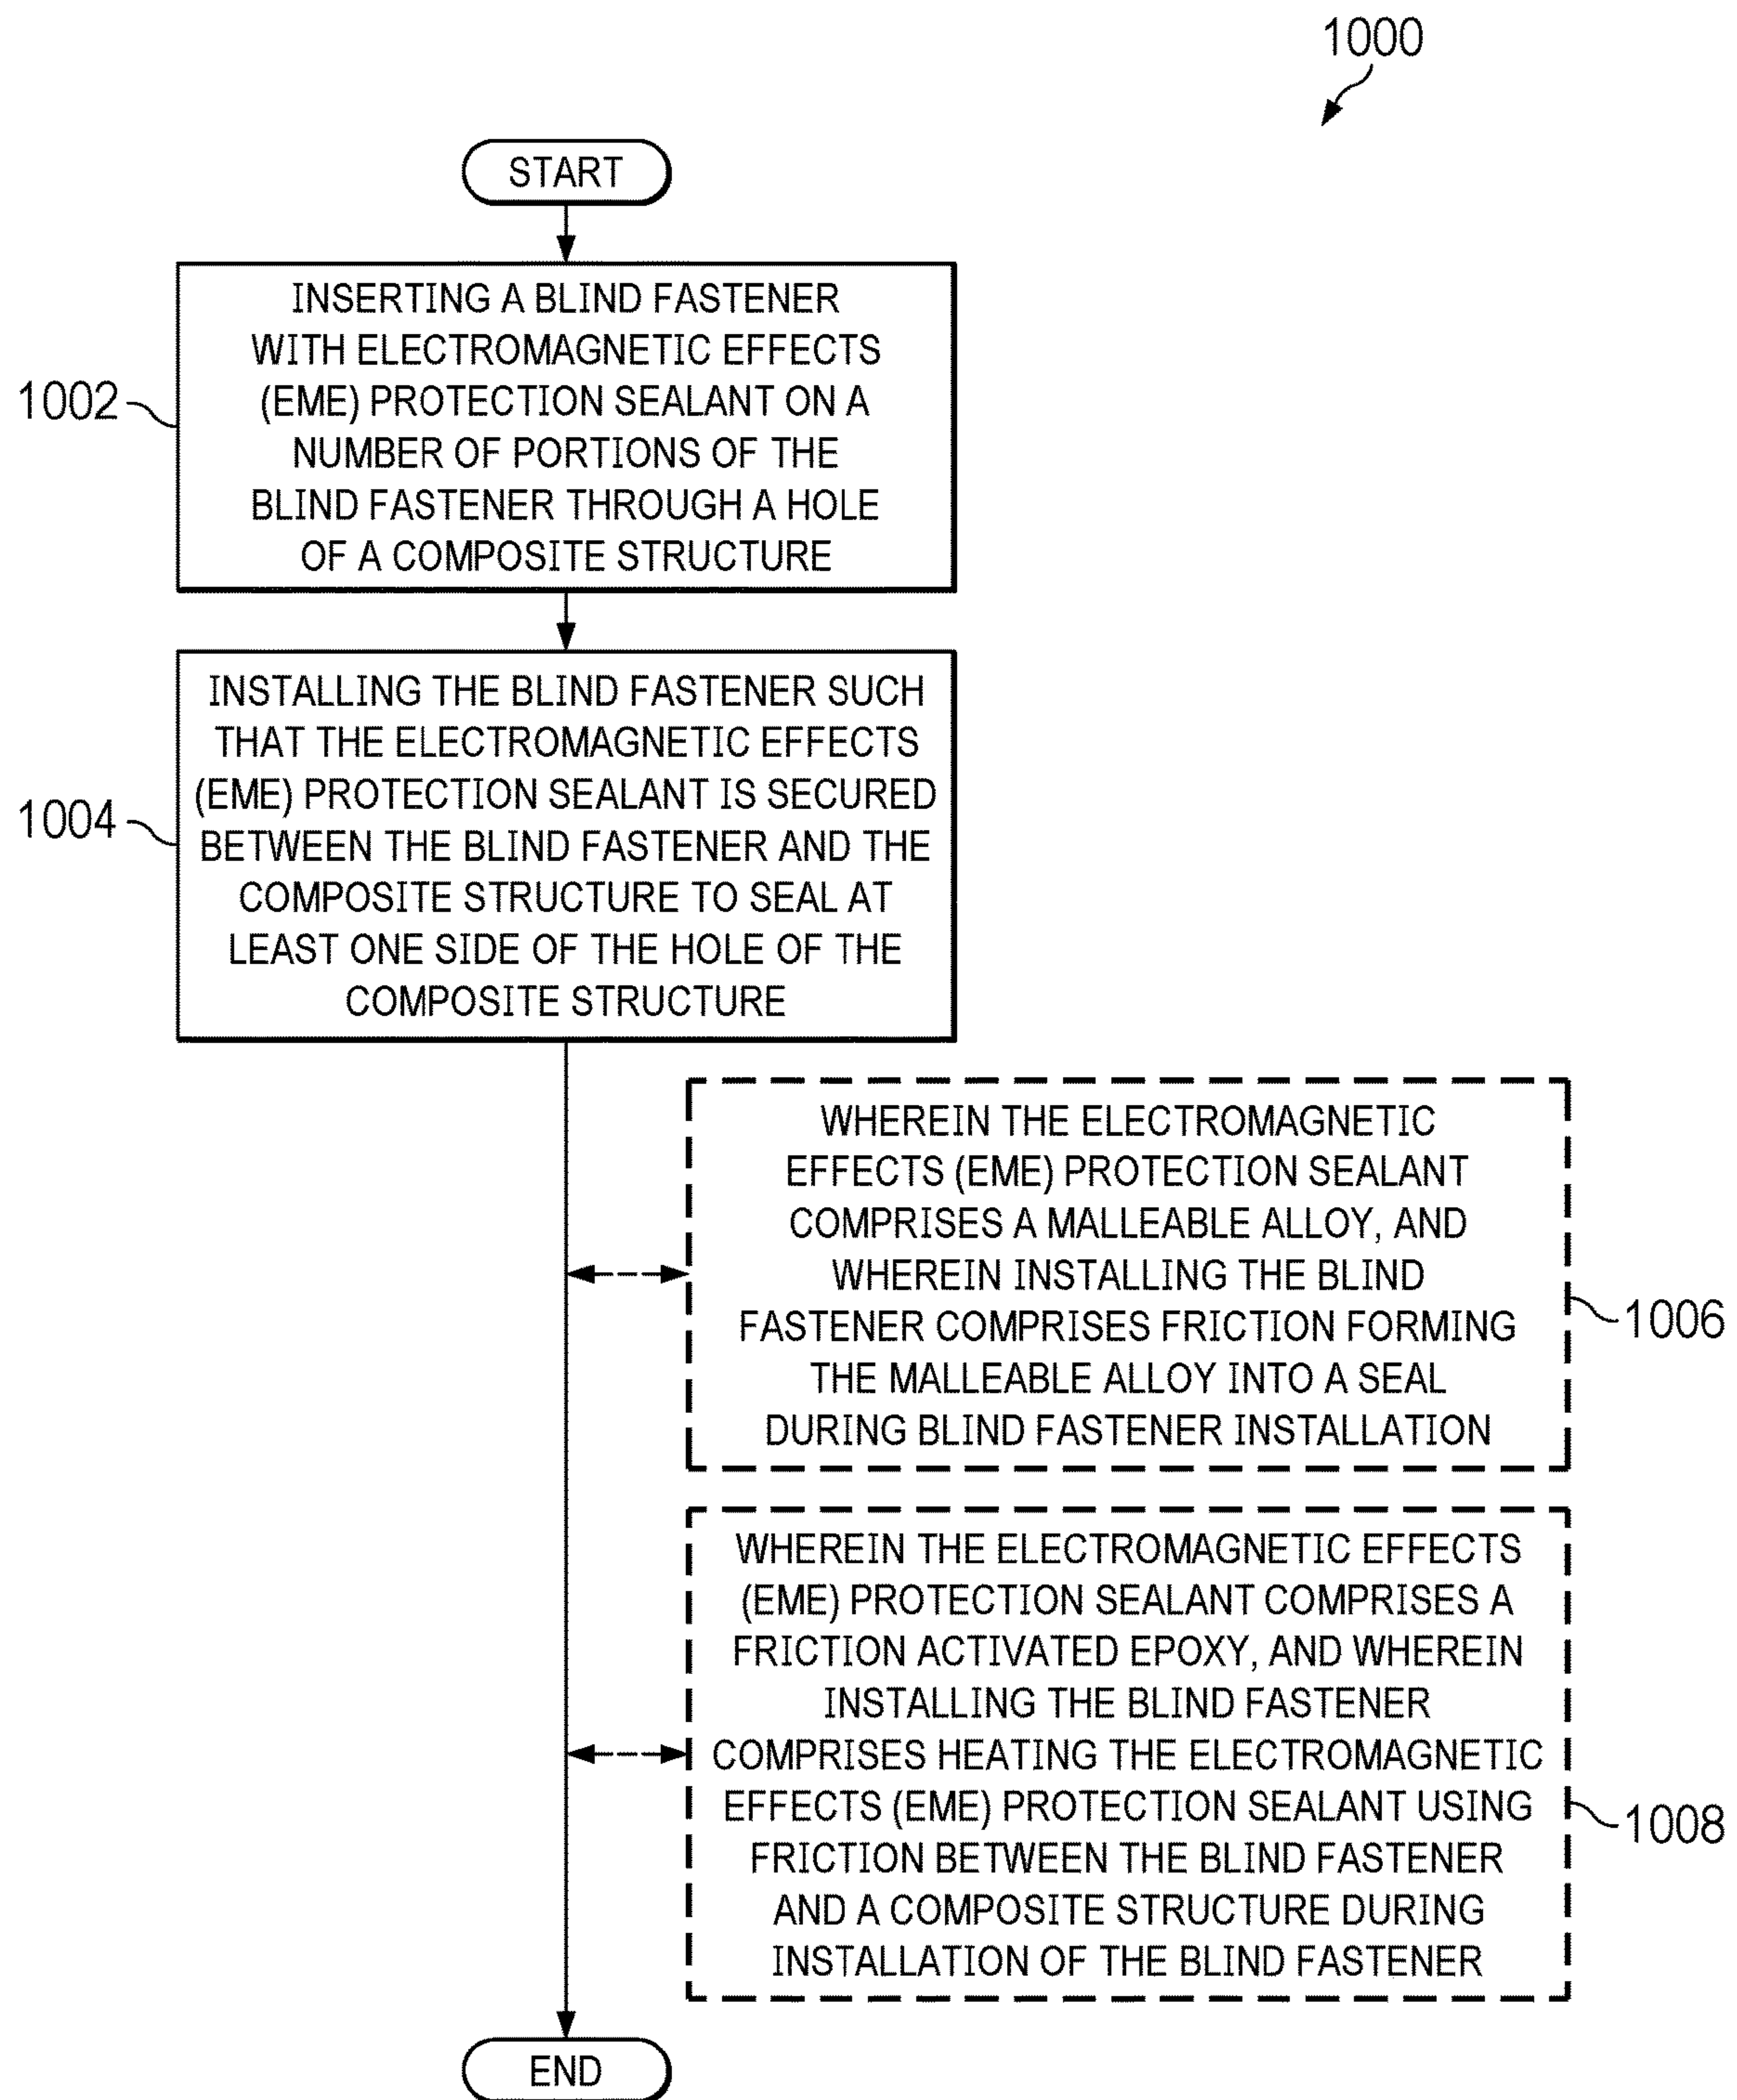 1000
START
1002
INSERTING A BLIND FASTENER
WITH ELECTROMAGNETIC EFFECTS
(EME) PROTECTION SEALANT ON A
NUMBER OF PORTIONS OF THE
BLIND FASTENER THROUGH A HOLE
OF A COMPOSITE STRUCTURE
1004
INSTALLING THE BLIND FASTENER SUCH
THAT THE ELECTROMAGNETIC EFFECTS
(EME) PROTECTION SEALANT IS SECURED
BETWEEN THE BLIND FASTENER AND THE
COMPOSITE STRUCTURE TO SEAL AT
LEAST ONE SIDE OF THE HOLE OF THE
COMPOSITE STRUCTURE
WHEREIN THE ELECTROMAGNETIC
EFFECTS (EME) PROTECTION SEALANT
COMPRISES A MALLEABLE ALLOY, AND
WHEREIN INSTALLING THE BLIND
FASTENER COMPRISES FRICTION FORMING
THE MALLEABLE ALLOY INTO A SEAL
DURING BLIND FASTENER INSTALLATION
1006
WHEREIN THE ELECTROMAGNETIC EFFECTS
(EME) PROTECTION SEALANT COMPRISES A
FRICTION ACTIVATED EPOXY, AND WHEREIN
INSTALLING THE BLIND FASTENER
COMPRISES HEATING THE ELECTROMAGNETIC
EFFECTS (EME) PROTECTION SEALANT USING
FRICTION BETWEEN THE BLIND FASTENER
AND A COMPOSITE STRUCTURE DURING
INSTALLATION OF THE BLIND FASTENER
1008
END